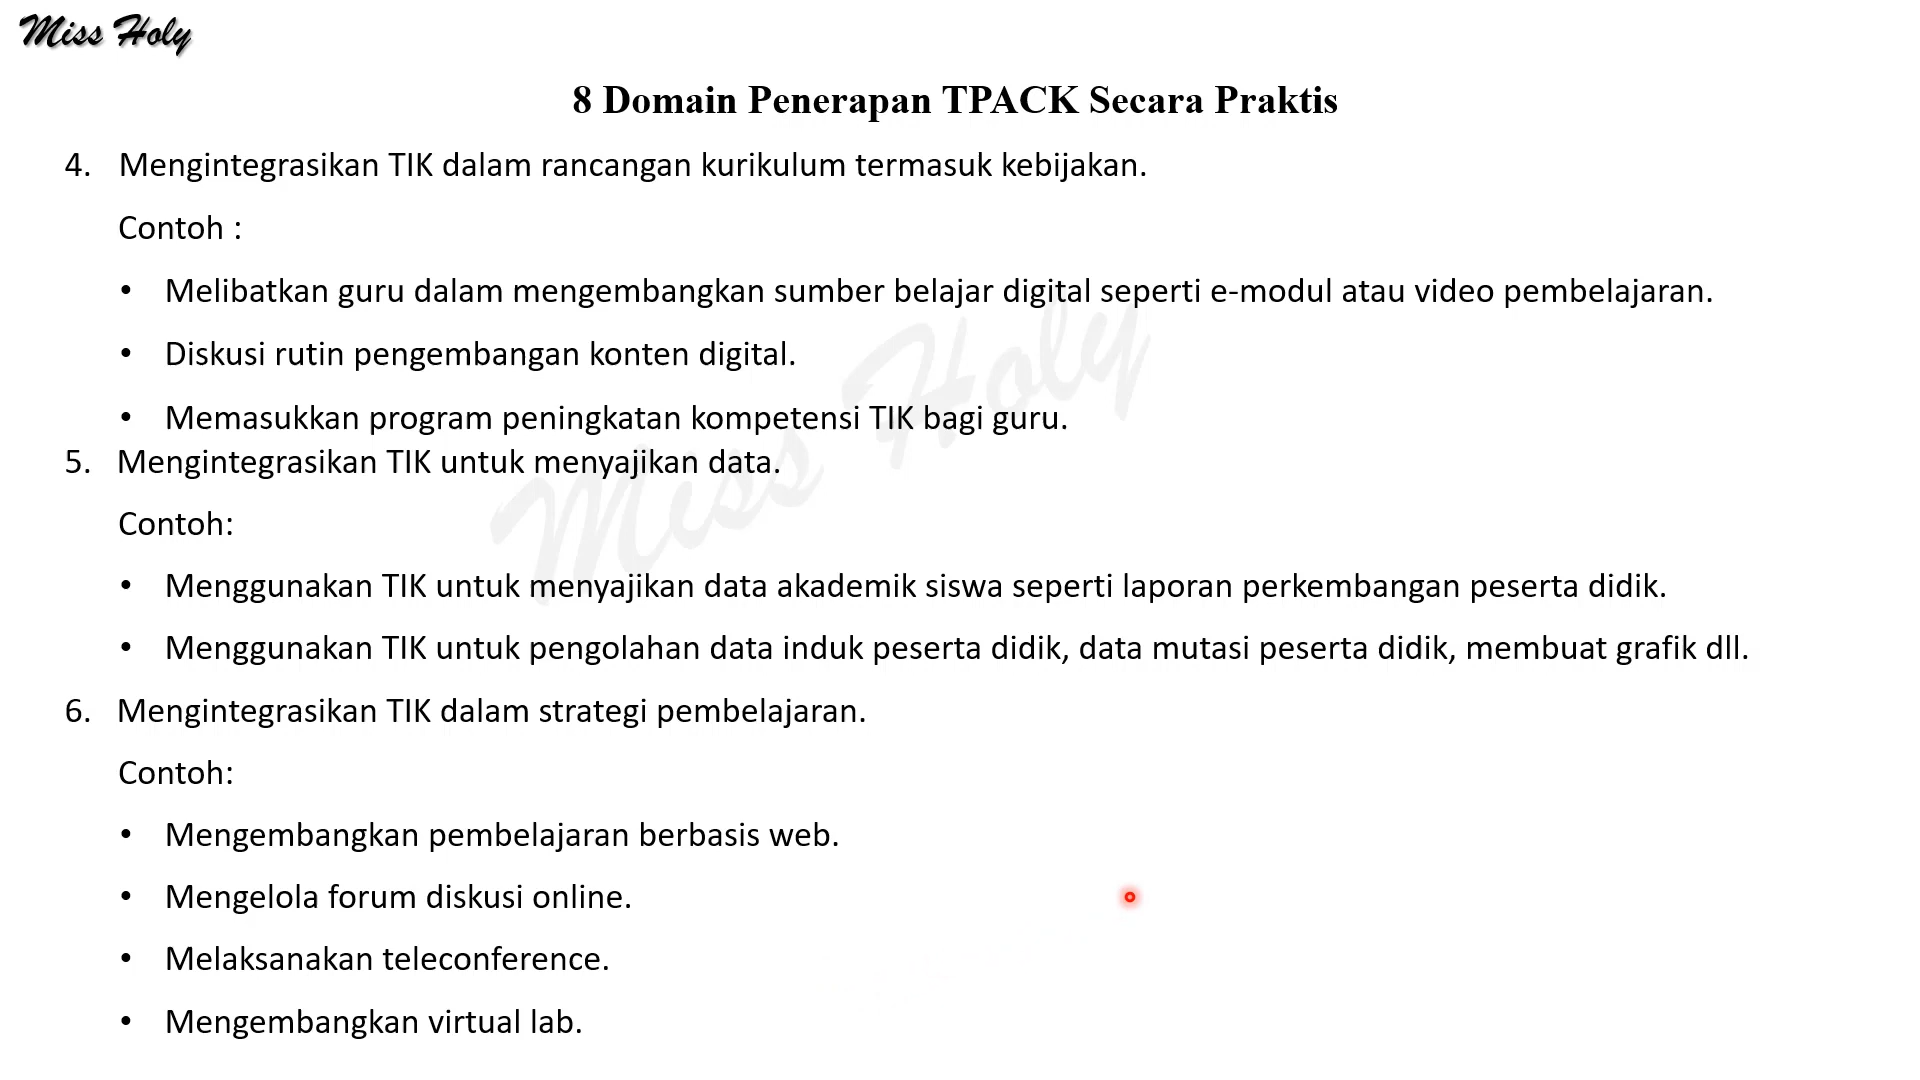 Miss Holy
8 Domain Penerapan TPACK Secara Praktis
4. Mengintegrasikan TIK dalam rancangan kurikulum termasuk kebijakan.
Contoh :
• Melibatkan guru dalam mengembangkan sumber belajar digital seperti e-modul atau video pembelajaran.
• Diskusi rutin pengembangan konten digital.
• Memasukkan program peningkatan kompetensi TIK bagi guru.
5. Mengintegrasikan TIK untuk menyajikan data.
Contoh:
• Menggunakan TIK untuk menyajikan data akademik siswa seperti laporan perkembangan peserta didik.
• Menggunakan TIK untuk pengolahan data induk peserta didik, data mutasi peserta didik, membuat grafik dll.
6. Mengintegrasikan TIK dalam strategi pembelajaran.
Contoh:
• Mengembangkan pembelajaran berbasis web.
• Mengelola forum diskusi online.
• Melaksanakan teleconference.
• Mengembangkan virtual lab.
Miss Holy